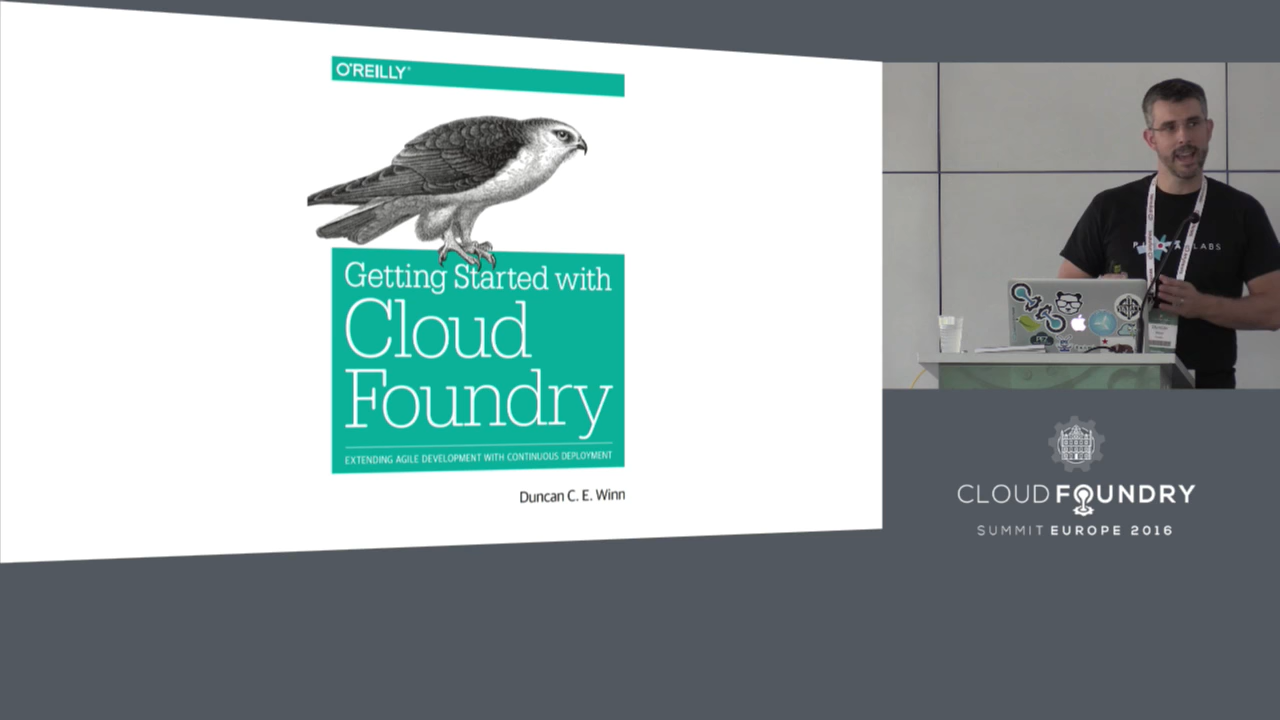 O'REILLY®
Getting Started with
Cloud
Foundry
EXTENDING AGILE DEVELOPMENT WITH CONTINUOUS DEPLOYMENT
Duncan C. E. Winn
LABS
CLOUD FOUNDRY
SUMMIT EUROPE 2016